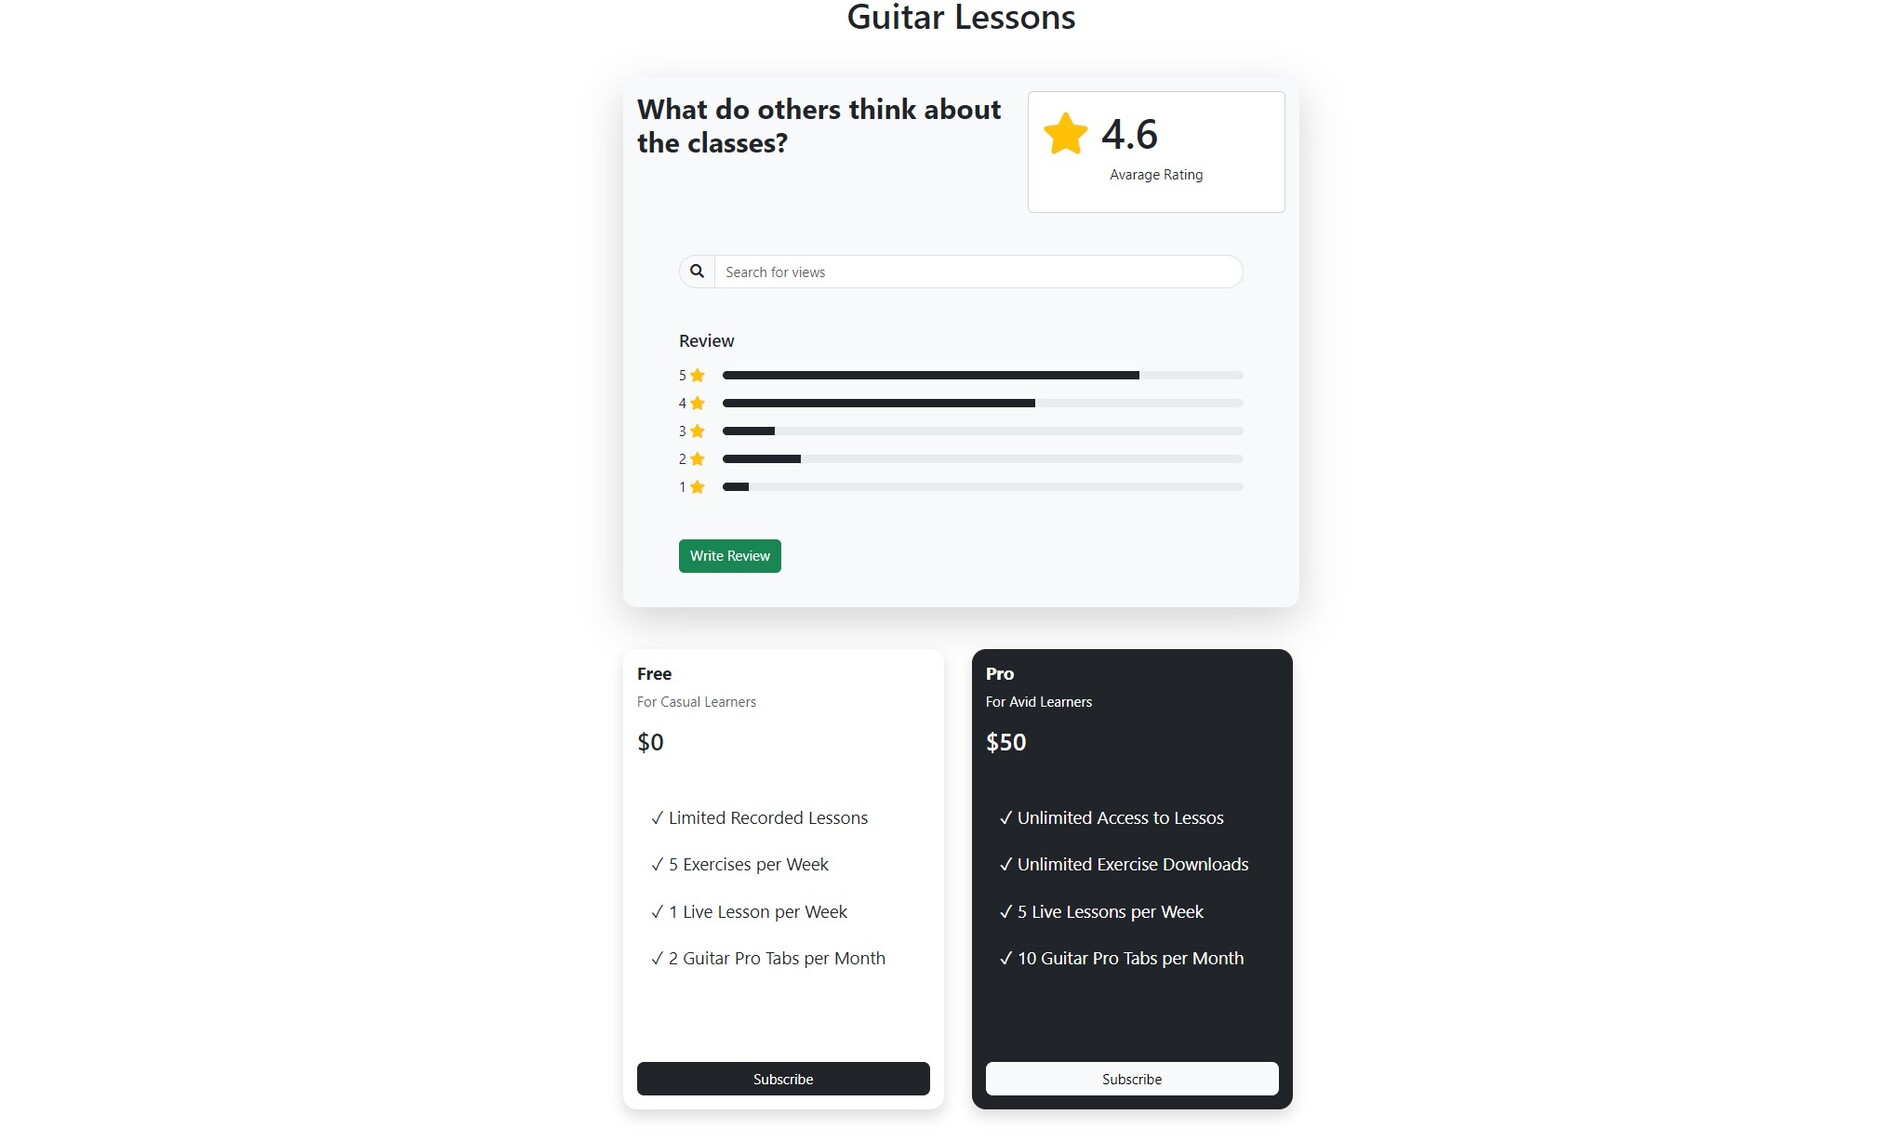 Guitar Lessons
What do others think about
the classes?
4.6
Avarage Rating
Search for views
Review
5
4
3
2
1
Write Review
Free
For Casual Learners
$0
✓ Limited Recorded Lessons
✓ 5 Exercises per Week
✓ 1 Live Lesson per Week
✓ 2 Guitar Pro Tabs per Month
Subscribe
Pro
For Avid Learners
$50
✓ Unlimited Access to Lessos
✓ Unlimited Exercise Downloads
✓ 5 Live Lessons per Week
✓ 10 Guitar Pro Tabs per Month
Subscribe